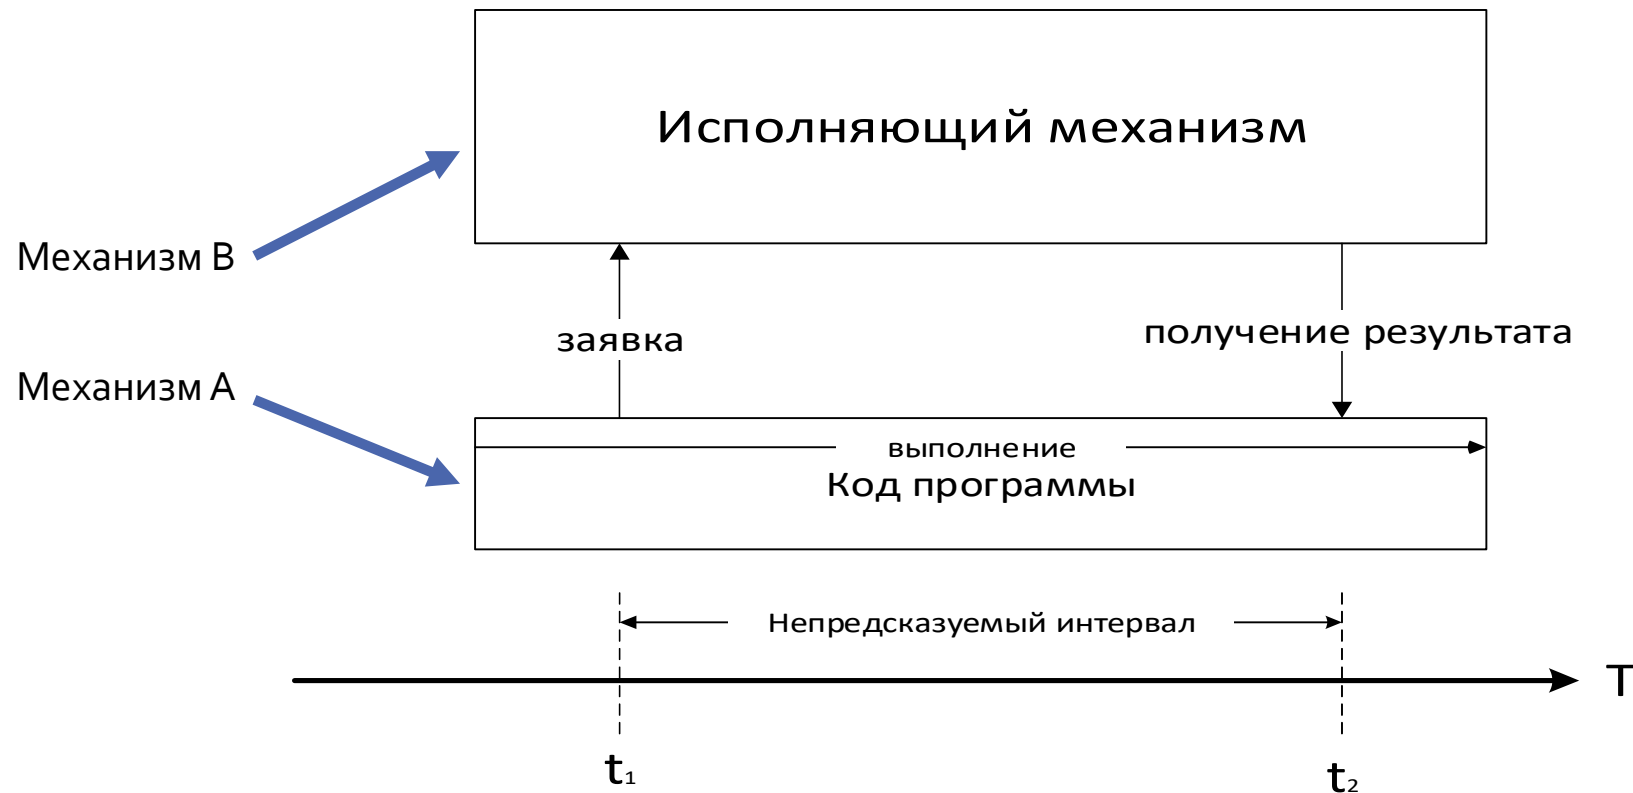 Исполняющий механизм
Механизм В
заявка
получение результата
Механизм А
выполнение
Код программы
Непредсказуемый интервал
T
t₁
t₂